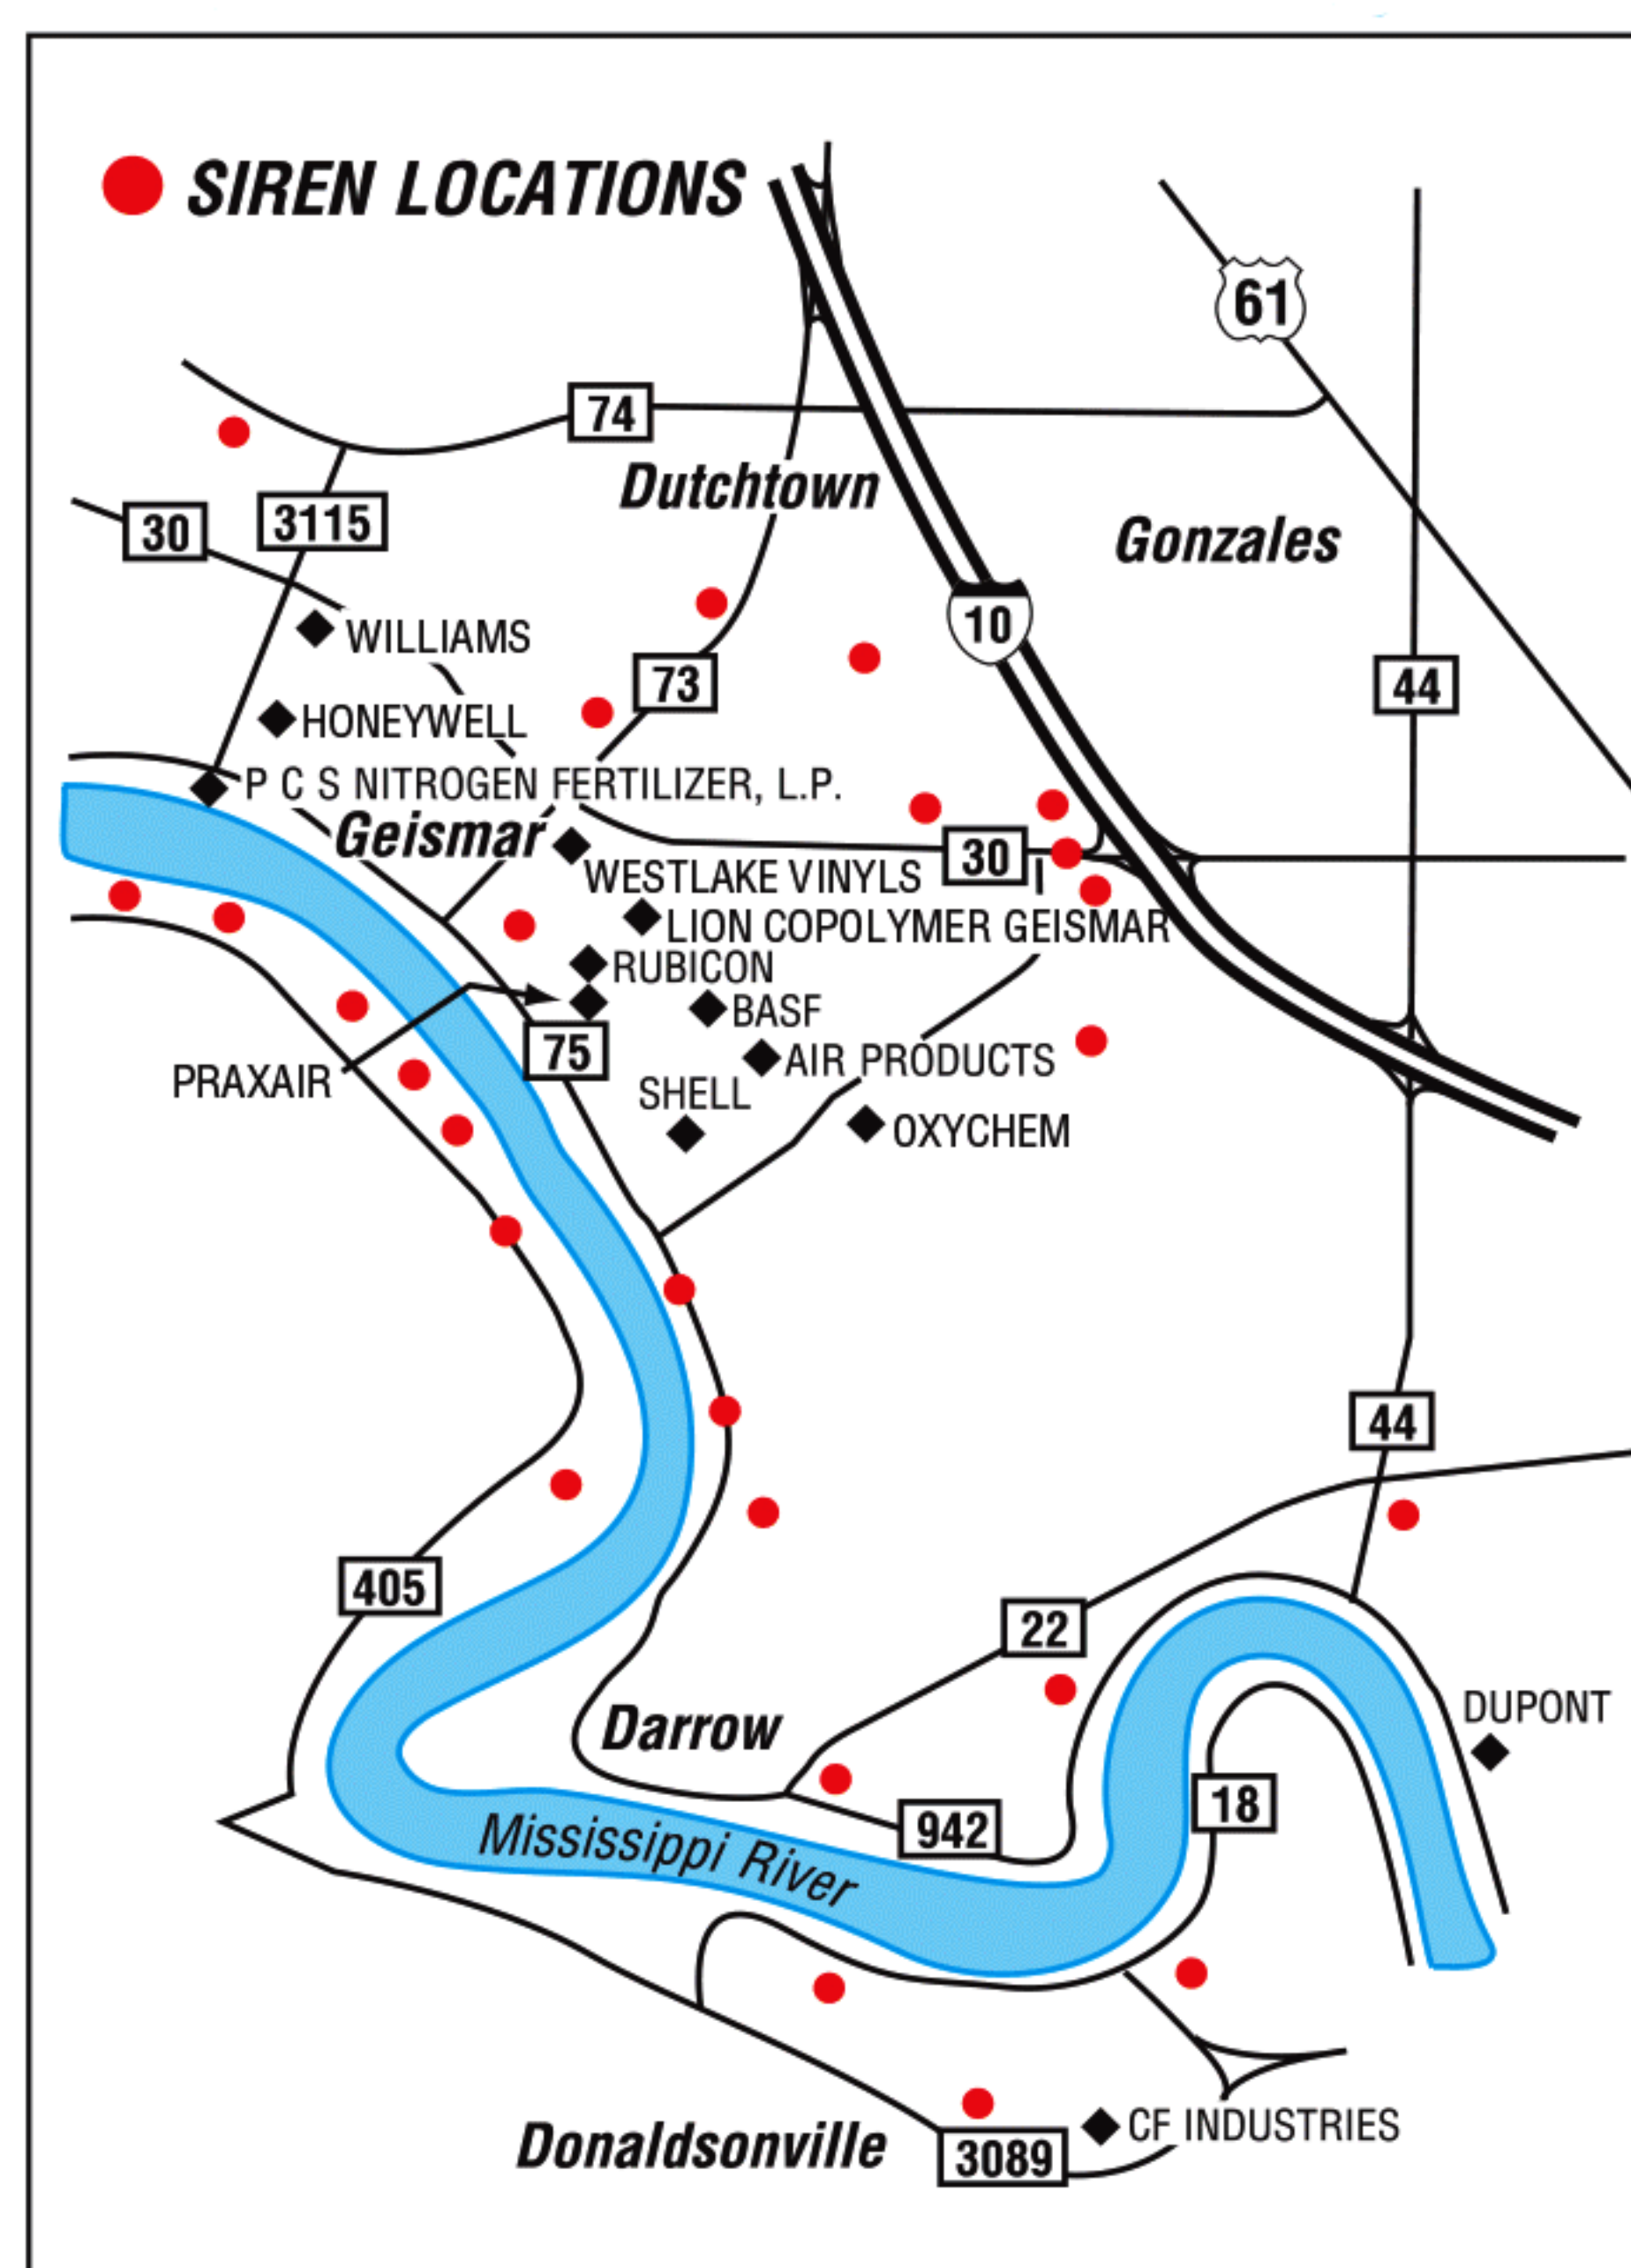 SIREN LOCATIONS
61
74
Dutchtown
30
3115
Gonzales
10
WILLIAMS
73
44
HONEYWELL
P C S NITROGEN FERTILIZER, L.P.
Geismar
30
WESTLAKE VINYLS
LION COPOLYMER GEISMAR
RUBICON
BASF
75
AIR PRODUCTS
PRAXAIR
SHELL
OXYCHEM
44
405
22
DUPONT
Darrow
18
942
Mississippi River
CF INDUSTRIES
Donaldsonville
3089